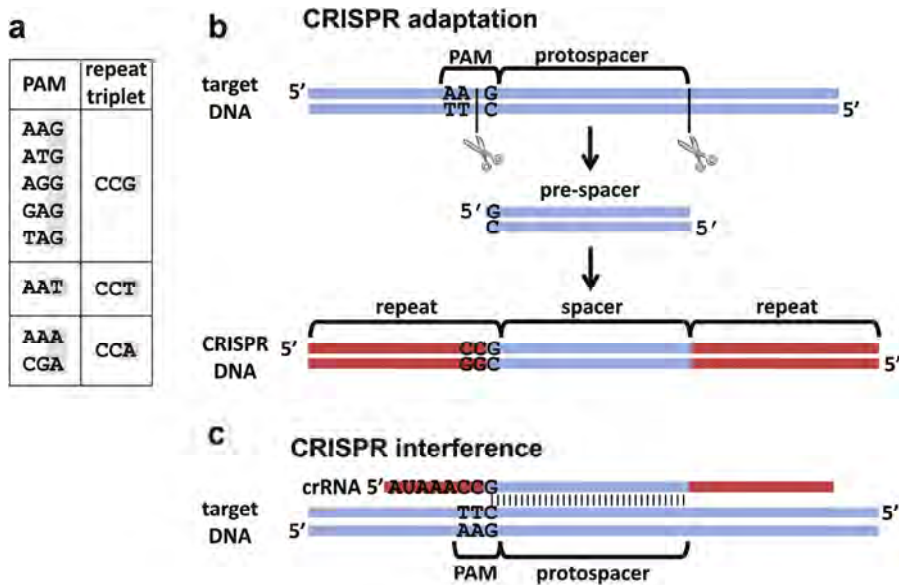 a
PAM repeat triplet
AAG
ATG
AGG CCG
GAG
TAG
AAT CCT
AAA
CGA CCA
b CRISPR adaptation
PAM protospacer
target DNA
5′ AA G
TT C 5′
pre-spacer
5′ G
C 5′
repeat spacer repeat
CRISPR DNA
5′ CCG
GGC 5′
c CRISPR interference
crRNA 5′ AUAAACCG
target DNA
TTC 5′
5′ AAG
PAM protospacer